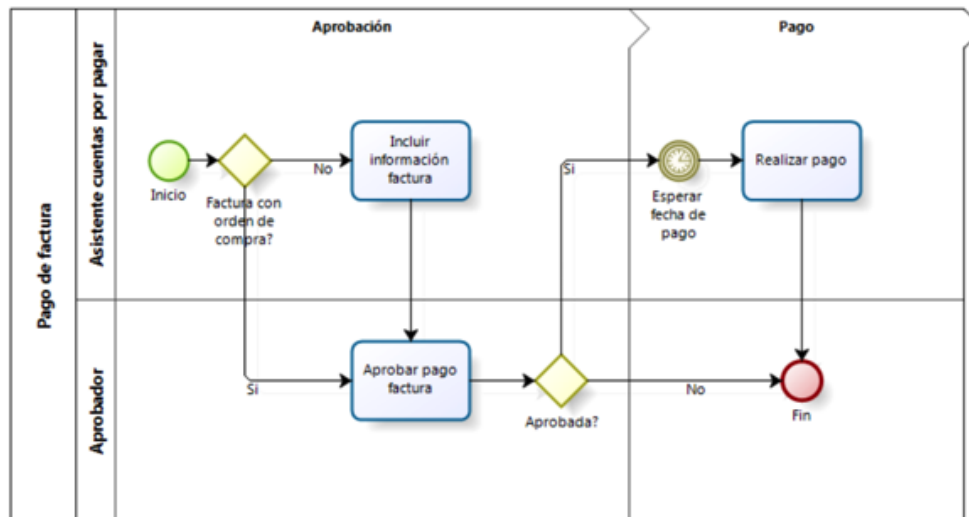 Aprobación
Pago
Pago de factura
Asistente cuentas por pagar
Inicio
Factura con
orden de
compra?
No
Incluir
información
factura
Si
Esperar
fecha de
pago
Realizar pago
Aprobador
Si
Aprobar pago
factura
Aprobada?
No
Fin